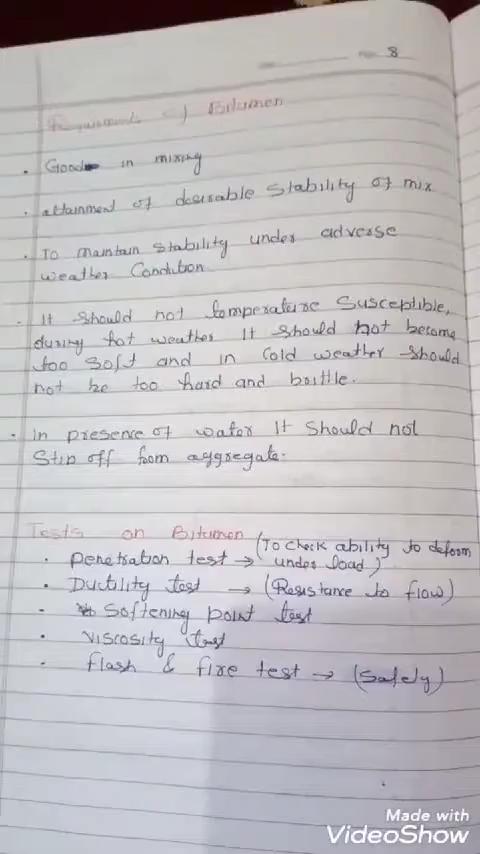 8
Requirements of Bitumen
• Good in mixing
• attainment of desirable stability of mix
• To maintain stability under adverse
weather Condition
• It should not temperature Susceptible,
during hot weather It should not become
too soft and in cold weather should
not be too hard and brittle.
• In presence of water It should not
Strip off from aggregate.
Tests on Bitumen (To check ability to deform
• Penetration test → under load)
• Ductility test → (Resistance to flow)
• Softening point test
• Viscosity test
• flash & fire test → (Safely)
Made with
VideoShow